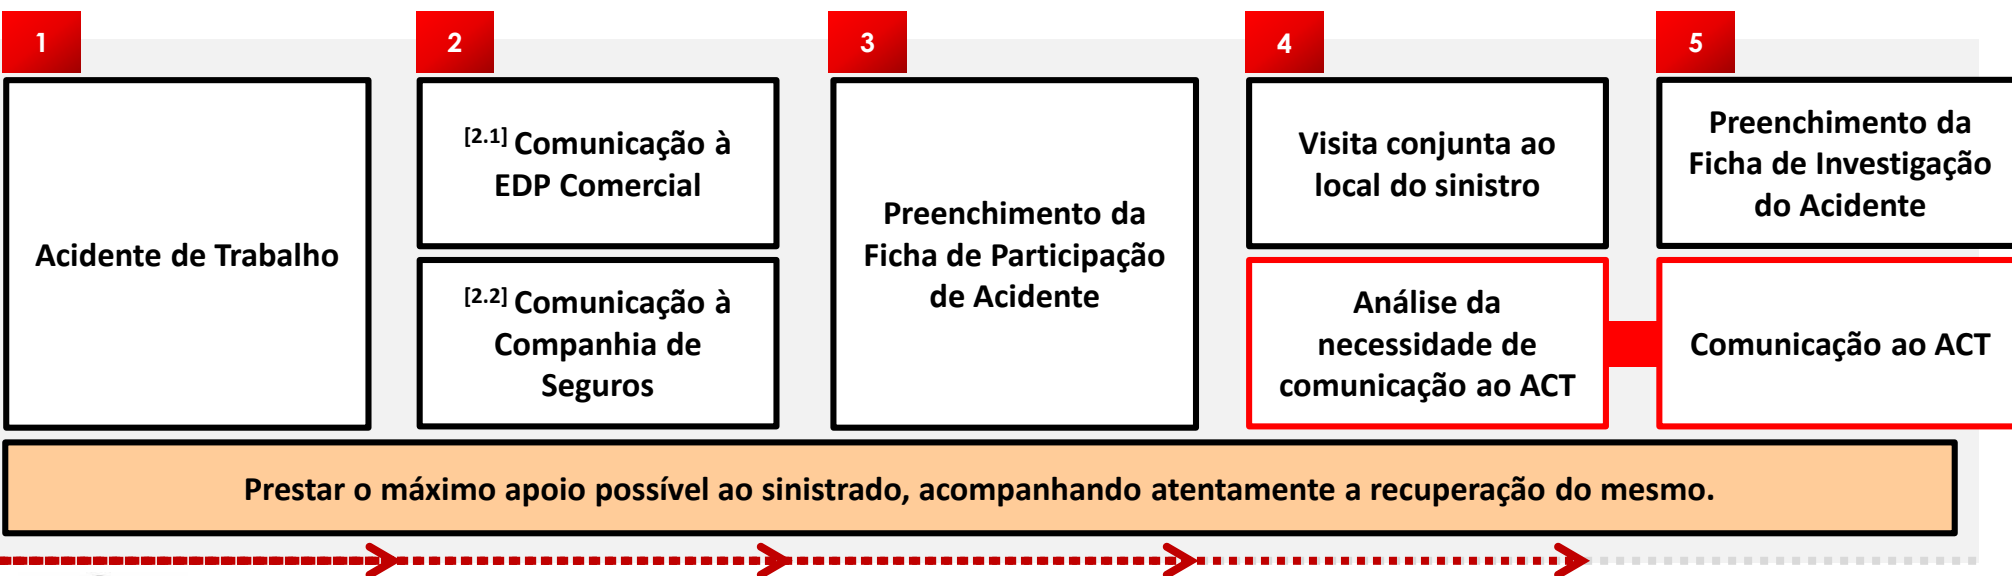 1
Acidente de Trabalho
2
[2.1] Comunicação à
EDP Comercial
[2.2] Comunicação à
Companhia de
Seguros
3
Preenchimento da
Ficha de Participação
de Acidente
4
Visita conjunta ao
local do sinistro
Análise da
necessidade de
comunicação ao ACT
5
Preenchimento da
Ficha de Investigação
do Acidente
Comunicação ao ACT
Prestar o máximo apoio possível ao sinistrado, acompanhando atentamente a recuperação do mesmo.